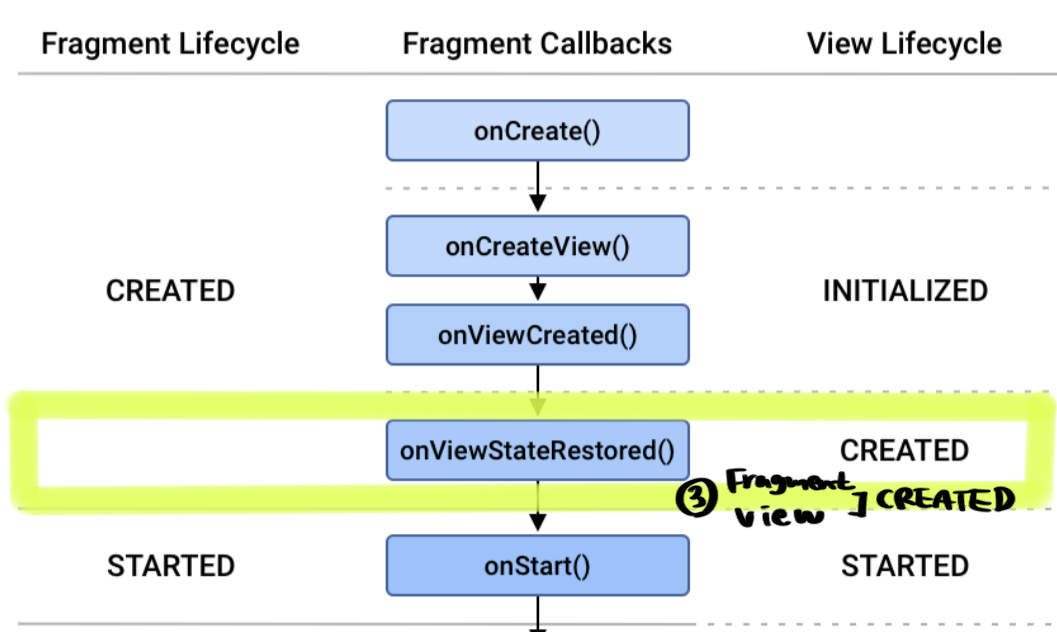 Fragment Lifecycle Fragment Callbacks View Lifecycle
onCreate()
onCreateView()
CREATED INITIALIZED
onViewCreated()
onViewStateRestored() CREATED
③ Fragment View ] CREATED
STARTED onStart() STARTED